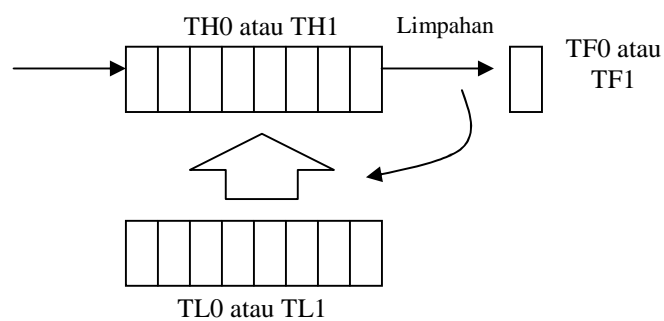 TH0 atau TH1
Limpahan
TF0 atau
TF1
TL0 atau TL1